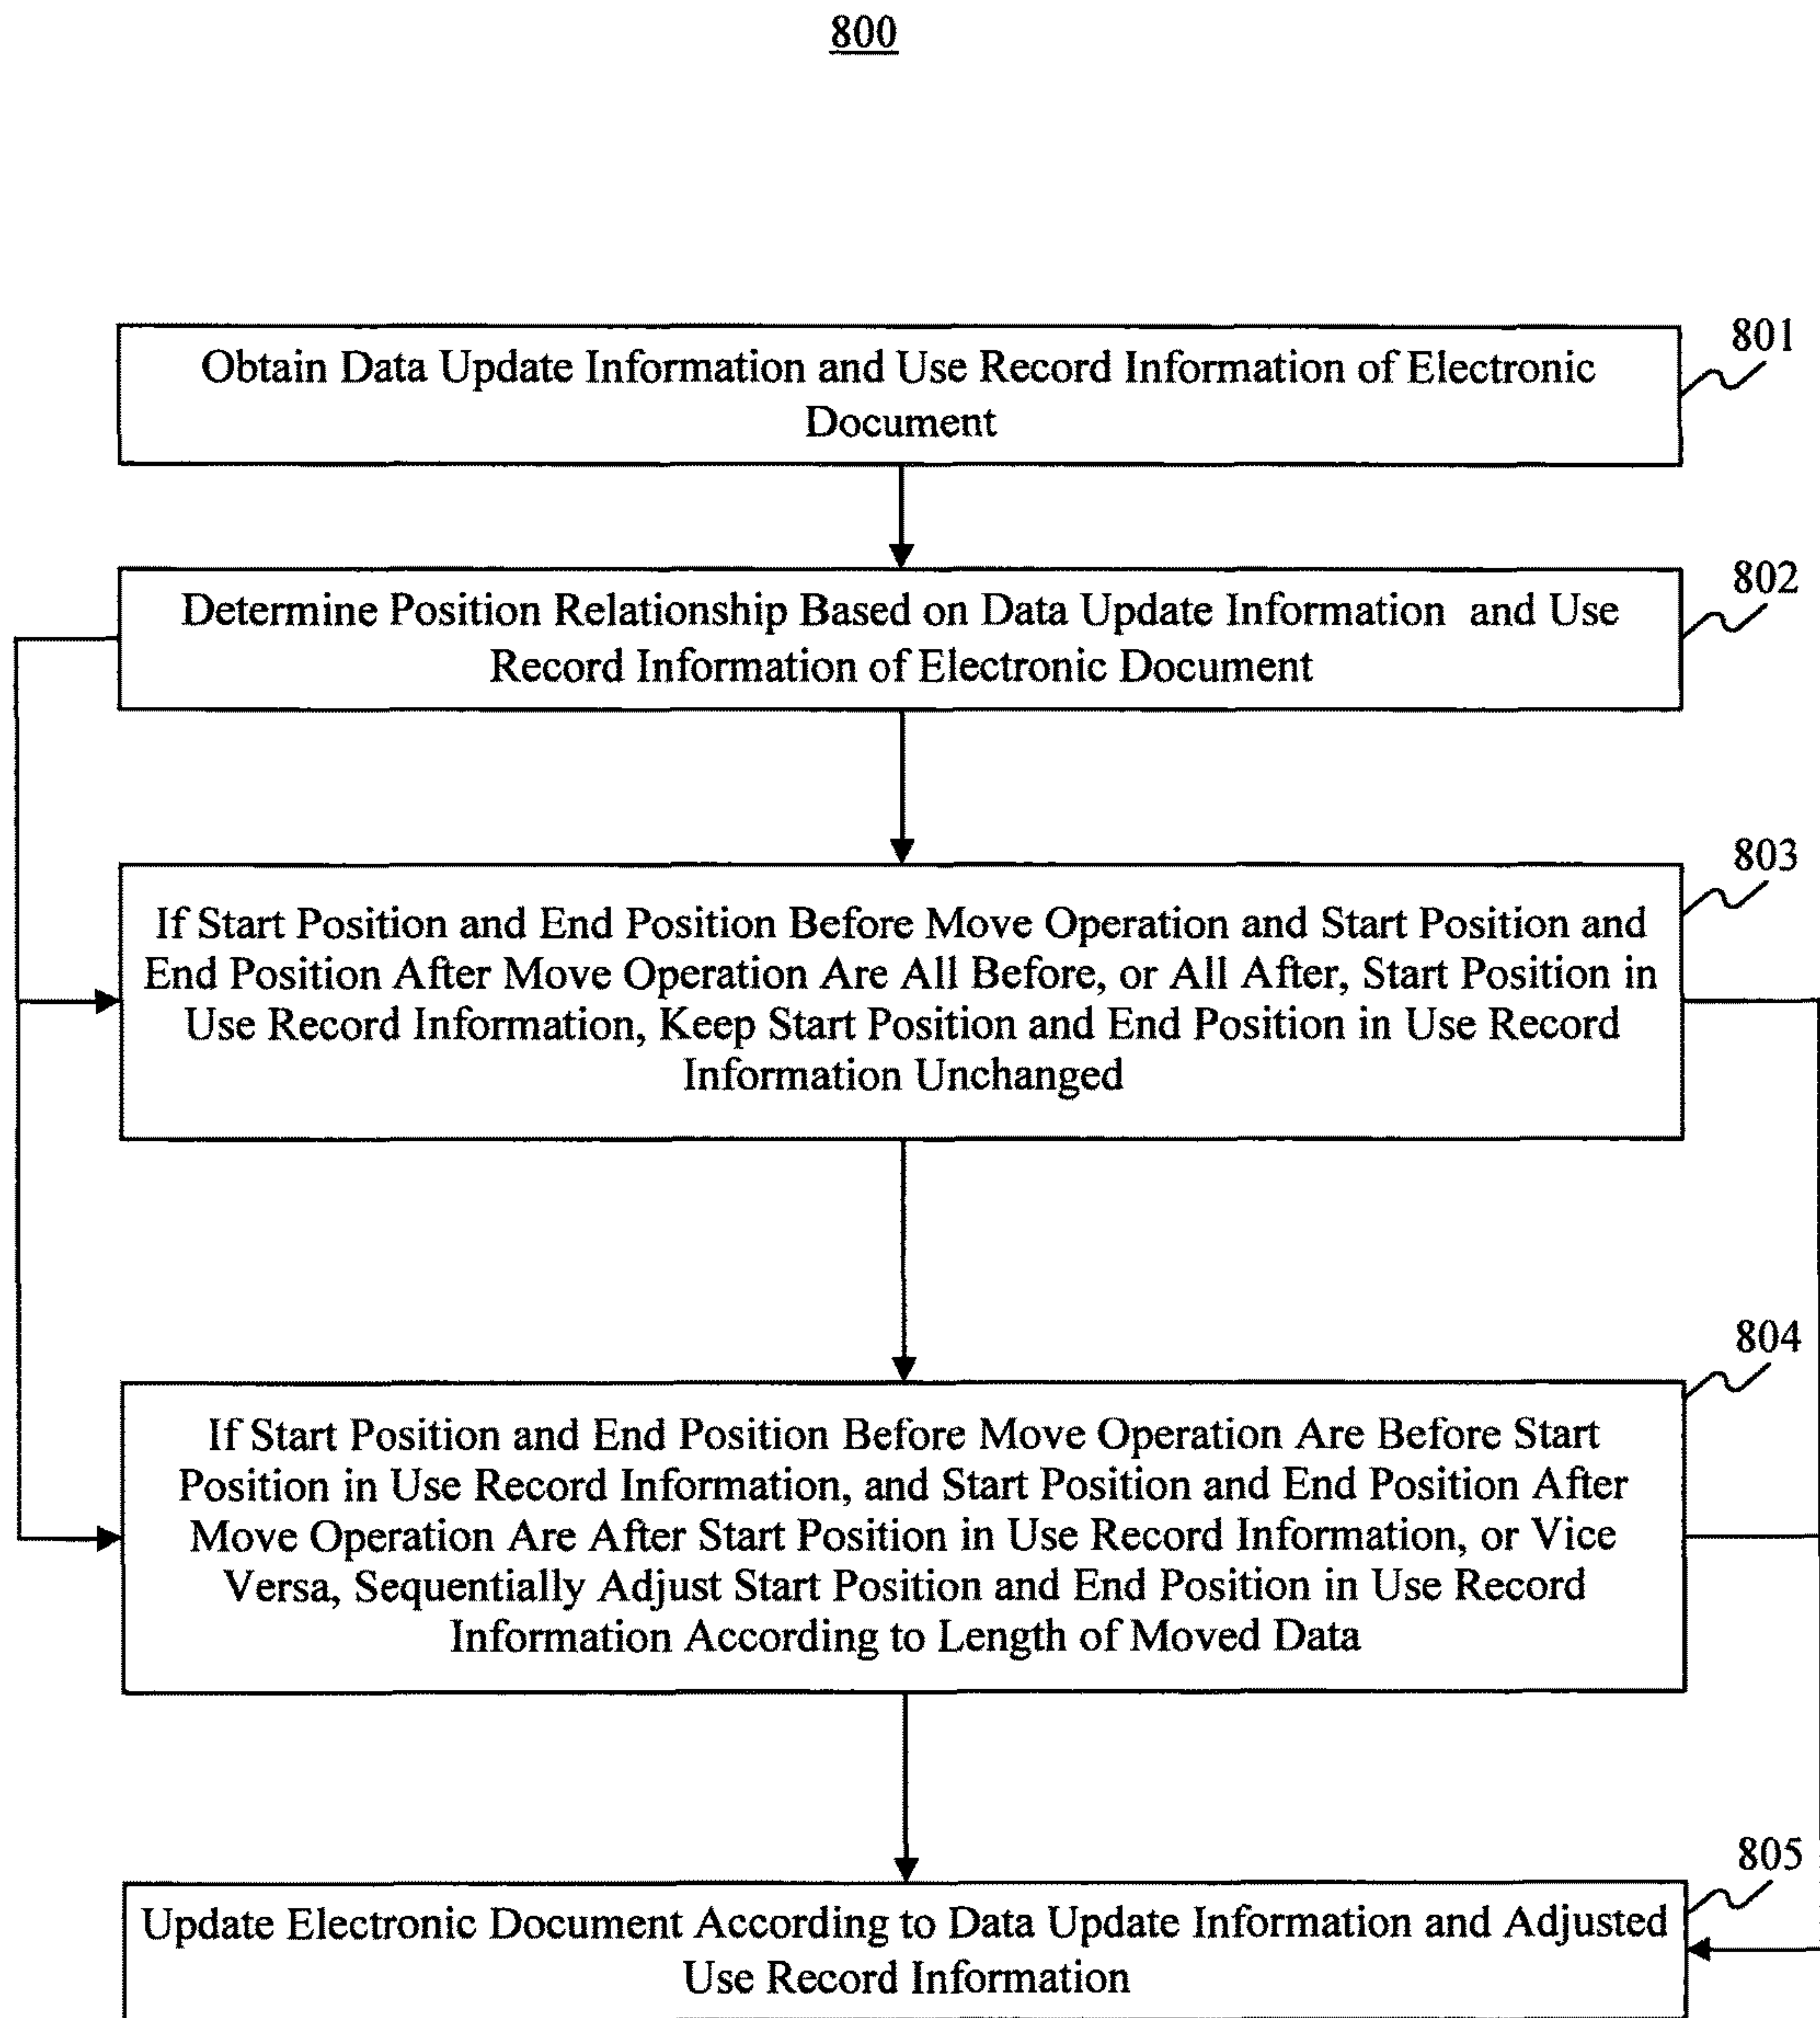 800
801
Obtain Data Update Information and Use Record Information of Electronic
Document
802
Determine Position Relationship Based on Data Update Information and Use
Record Information of Electronic Document
803
If Start Position and End Position Before Move Operation and Start Position and
End Position After Move Operation Are All Before, or All After, Start Position in
Use Record Information, Keep Start Position and End Position in Use Record
Information Unchanged
804
If Start Position and End Position Before Move Operation Are Before Start
Position in Use Record Information, and Start Position and End Position After
Move Operation Are After Start Position in Use Record Information, or Vice
Versa, Sequentially Adjust Start Position and End Position in Use Record
Information According to Length of Moved Data
805
Update Electronic Document According to Data Update Information and Adjusted
Use Record Information